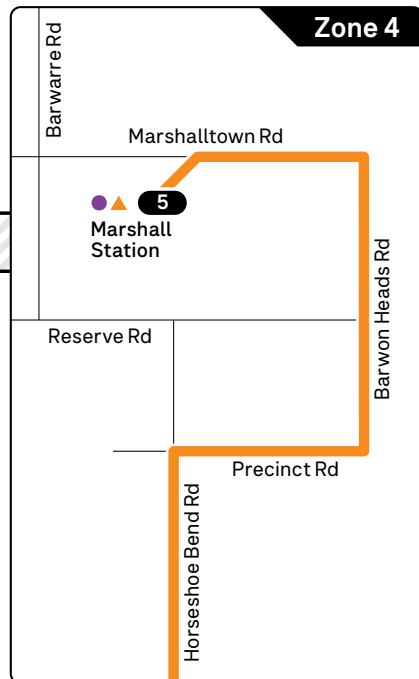 Zone 4
Barwarre Rd
Marshalltown Rd
5
Marshall
Station
Barwon Heads Rd
Reserve Rd
Precinct Rd
Horseshoe Bend Rd